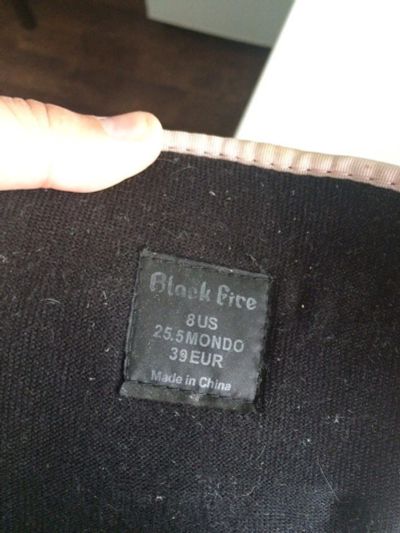 Black fire
8US
25.5MONDO
39EUR
Made in China